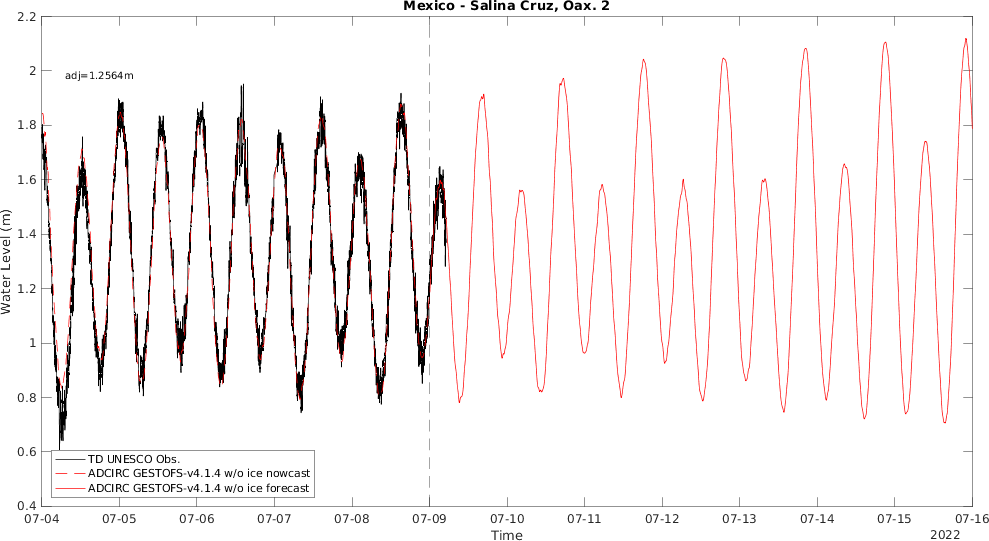 Mexico - Salina Cruz, Oax. 2
2.2
2
1.8
1.6
1.4
1.2
1
0.8
0.6
0.4
Water Level (m)
adj=1.2564m
TD UNESCO Obs.
ADCIRC GESTOFS-v4.1.4 w/o ice nowcast
ADCIRC GESTOFS-v4.1.4 w/o ice forecast
07-04 07-05 07-06 07-07 07-08 07-09 07-10 07-11 07-12 07-13 07-14 07-15 07-16
Time
2022